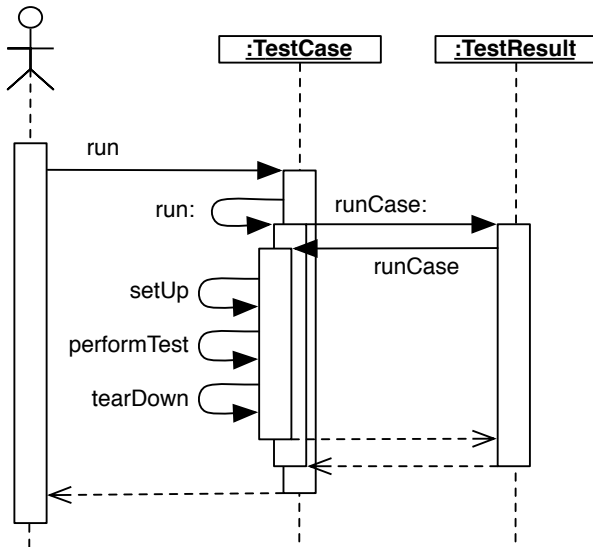 :TestCase
:TestResult
run
run:
runCase:
runCase
setUp
performTest
tearDown